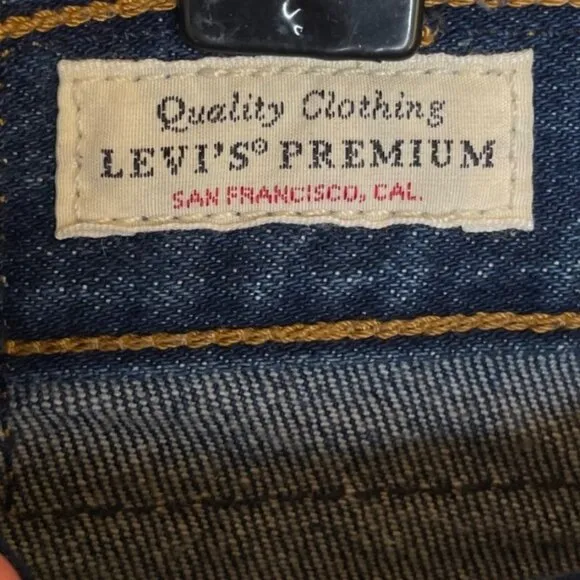 Quality Clothing
LEVI'S® PREMIUM
SAN FRANCISCO, CAL.